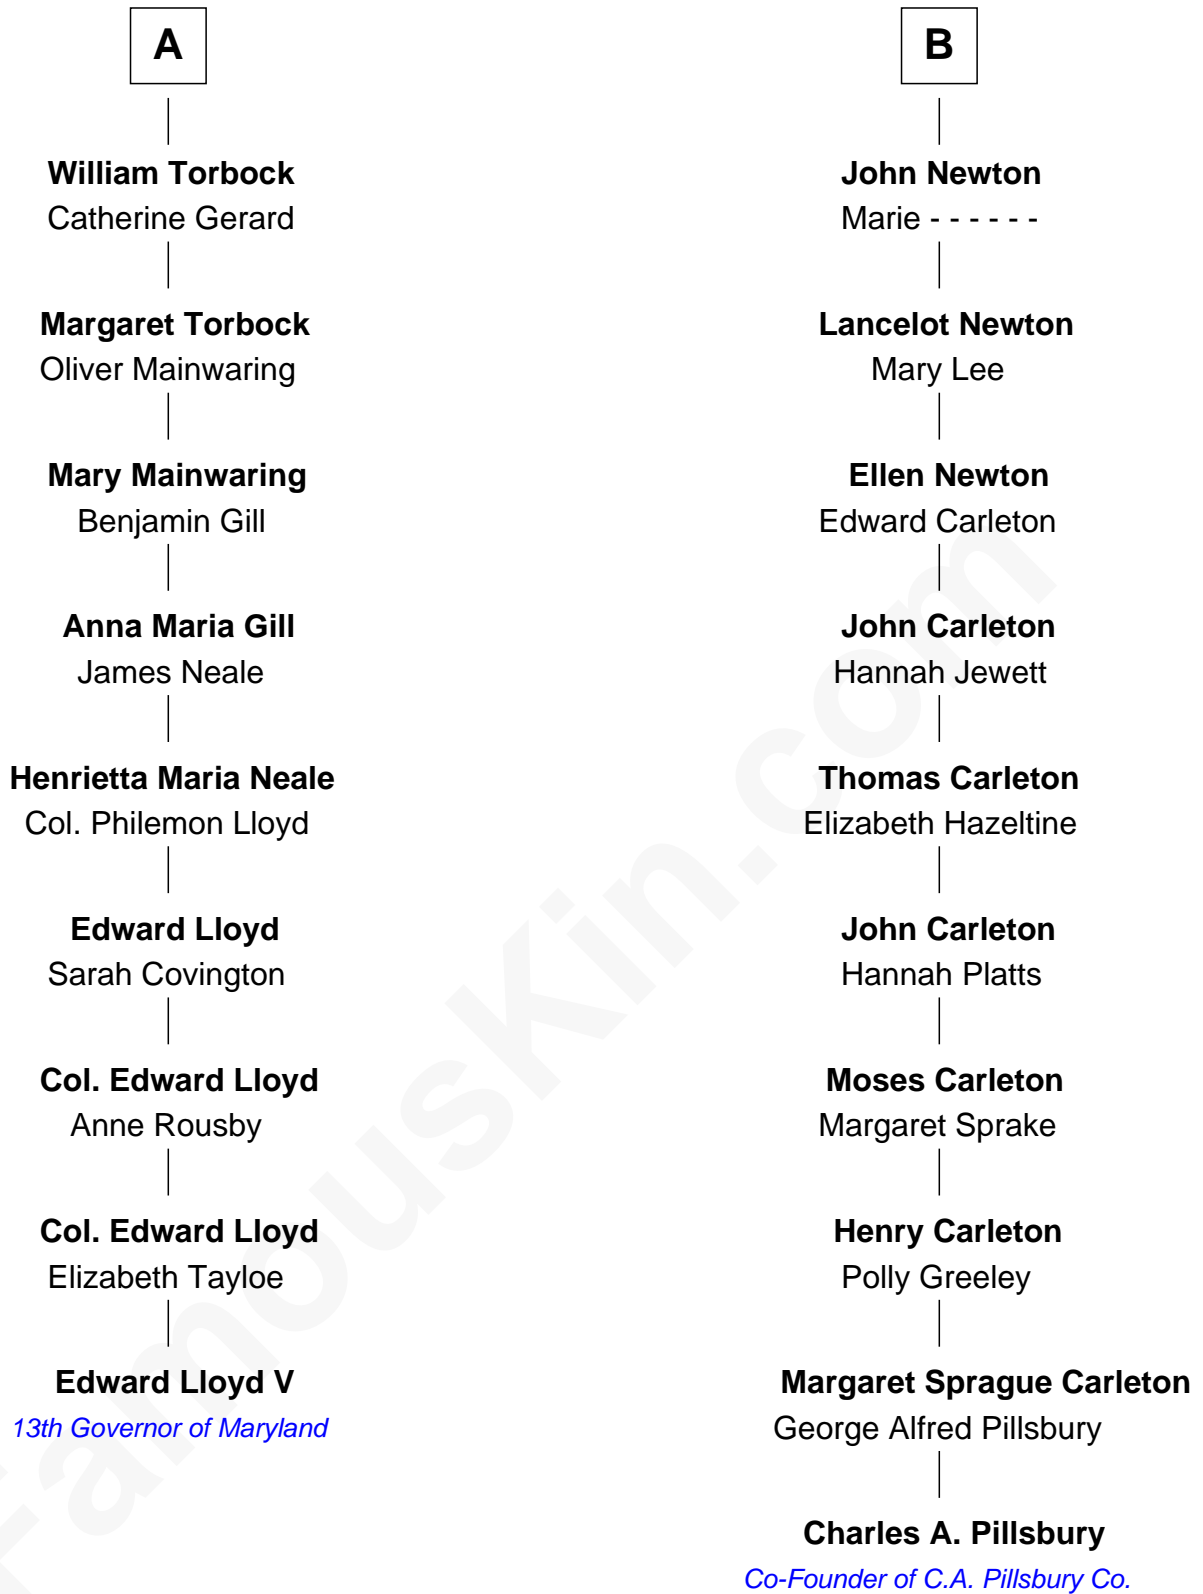 A
William Torbock
Catherine Gerard
Margaret Torbock
Oliver Mainwaring
Mary Mainwaring
Benjamin Gill
Anna Maria Gill
James Neale
Henrietta Maria Neale
Col. Philemon Lloyd
Edward Lloyd
Sarah Covington
Col. Edward Lloyd
Anne Rousby
Col. Edward Lloyd
Elizabeth Tayloe
Edward Lloyd V
13th Governor of Maryland
B
John Newton
Marie - - - - - -
Lancelot Newton
Mary Lee
Ellen Newton
Edward Carleton
John Carleton
Hannah Jewett
Thomas Carleton
Elizabeth Hazeltine
John Carleton
Hannah Platts
Moses Carleton
Margaret Sprake
Henry Carleton
Polly Greeley
Margaret Sprague Carleton
George Alfred Pillsbury
Charles A. Pillsbury
Co-Founder of C.A. Pillsbury Co.
FamousKin.com